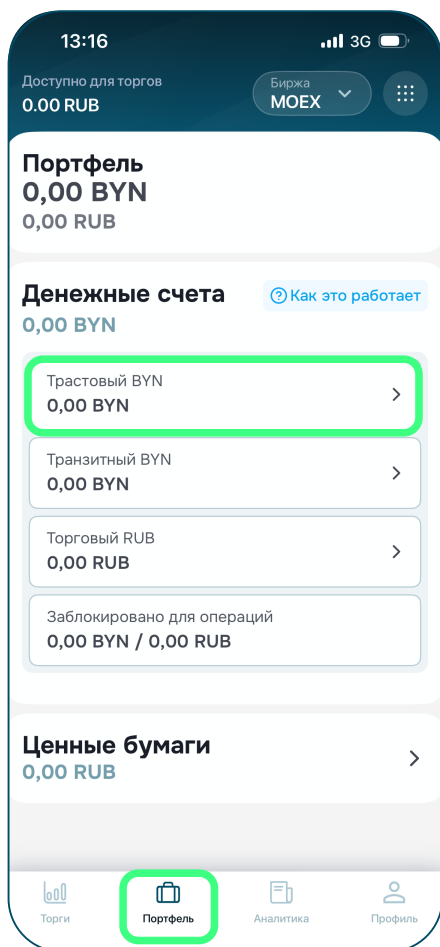 13:16
3G
Доступно для торгов
0.00 RUB
Биржа
MOEX
Портфель
0,00 BYN
0,00 RUB
Денежные счета
Как это работает
0,00 BYN
Трастовый BYN
0,00 BYN
Транзитный BYN
0,00 BYN
Торговый RUB
0,00 RUB
Заблокировано для операций
0,00 BYN / 0,00 RUB
Ценные бумаги
0,00 RUB
Торги
Портфель
Аналитика
Профиль